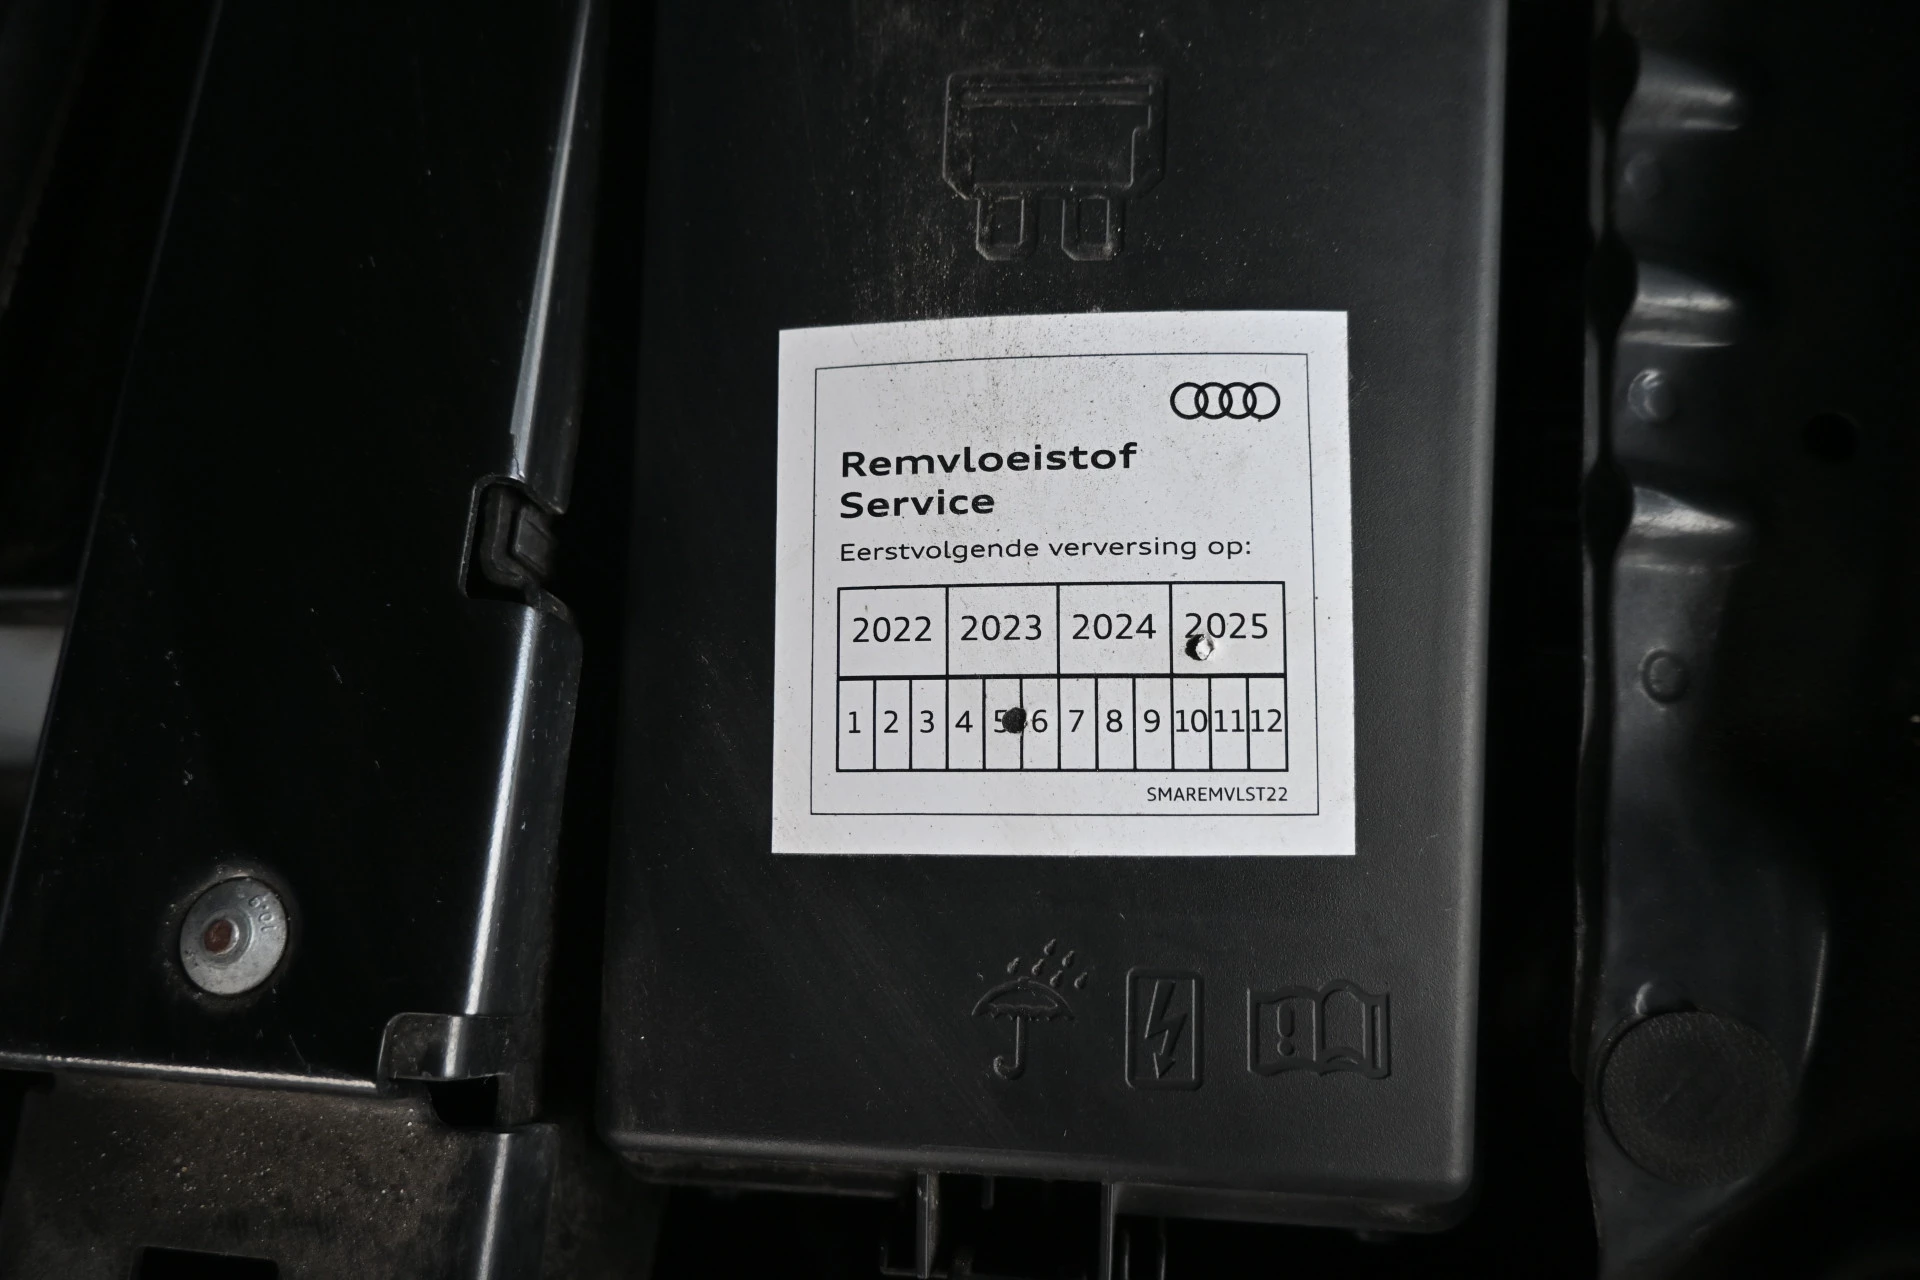 Remvloeistof
Service
Eerstvolgende verversing op:
2022 2023 2024 2025
1 2 3 4 5 6 7 8 9 10 11 12
SMAREMVLST22